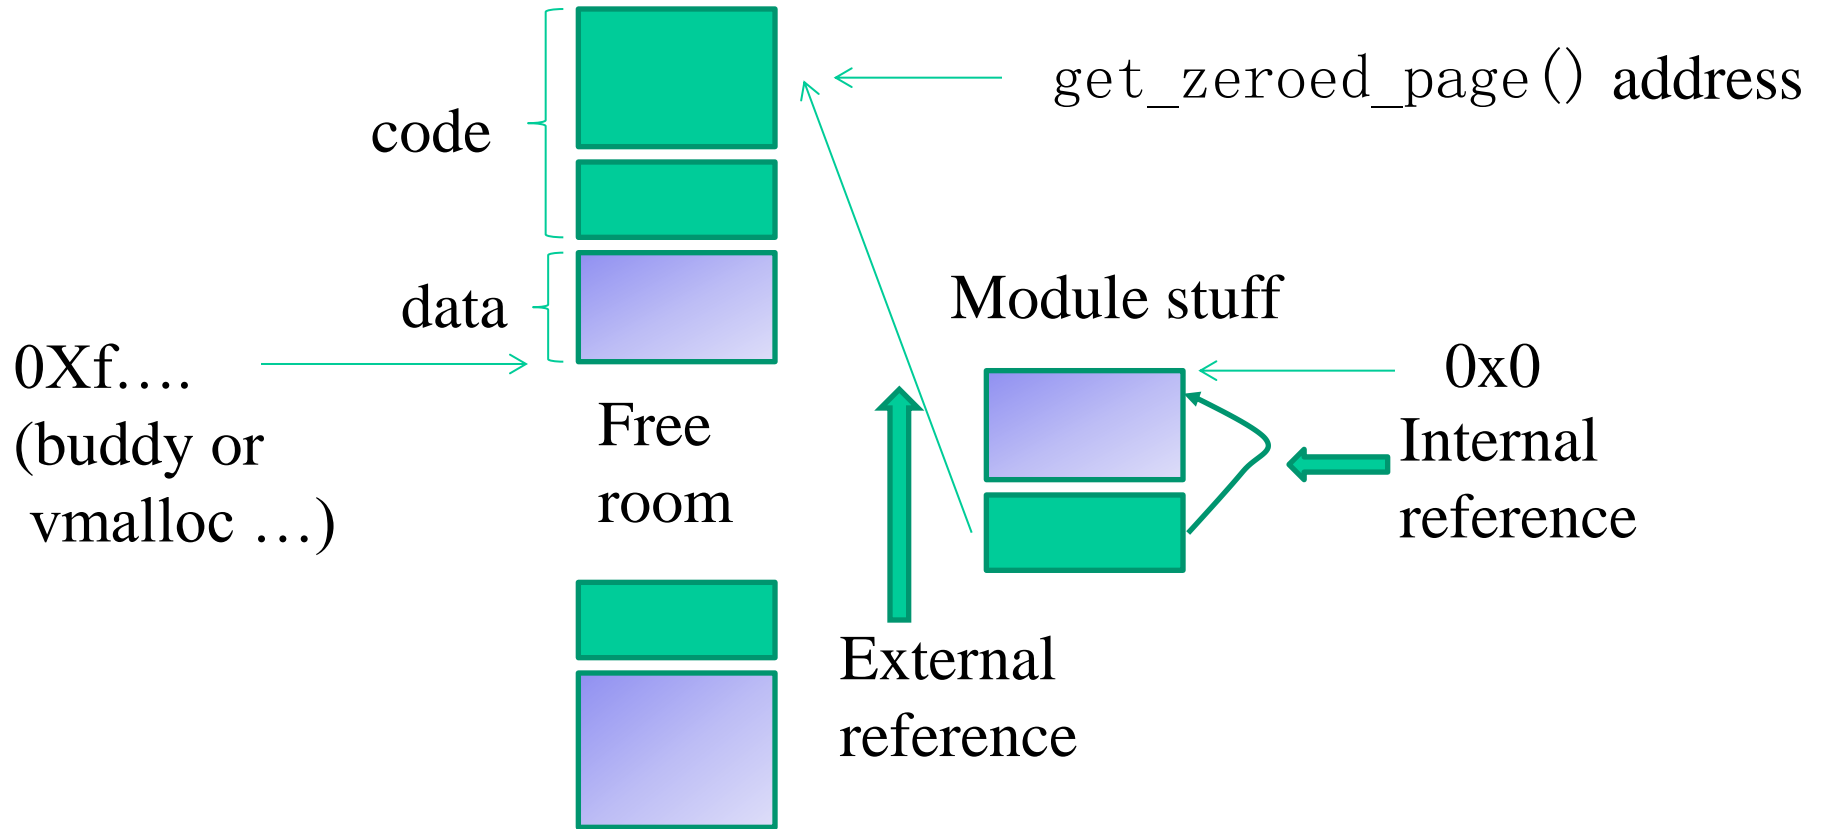 get_zeroed_page() address
code
data
0Xf….
(buddy or
vmalloc …)
Free
room
Module stuff
0x0
Internal
reference
External
reference